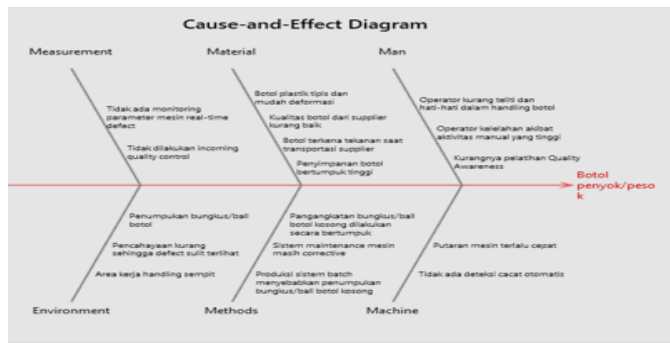 Cause-and-Effect Diagram
Measurement
Material
Man
Tidak ada monitoring
parameter mesin real-time
defect
Tidak dilakukan incoming
quality control
Botol plastik tipis dan
mudah deformasi
Kualitas botol dari supplier
kurang baik
Botol terkena tekanan saat
transportasi supplier
Penyimpanan botol
bertumpuk tinggi
Operator kurang teliti dan
hati-hati dalam handling botol
Operator kelelahan akibat
aktivitas manual yang tinggi
Kurangnya pelatihan Quality
Awareness
Botol
penyok/peso
k
Penumpukan bungkus/ball
botol
Pencahayaan kurang
sehingga defect sulit terlihat
Area kerja handling sempit
Pangangkatan bungkus/ball
botol kosong dilakukan
secara bertumpuk
Sistem maintenance mesin
masih corrective
Produksi sistem batch
menyebabkan penumpukan
bungkus/ball botol kosong
Putaran mesin terlalu cepat
Tidak ada deteksi cacat otomatis
Environment
Methods
Machine